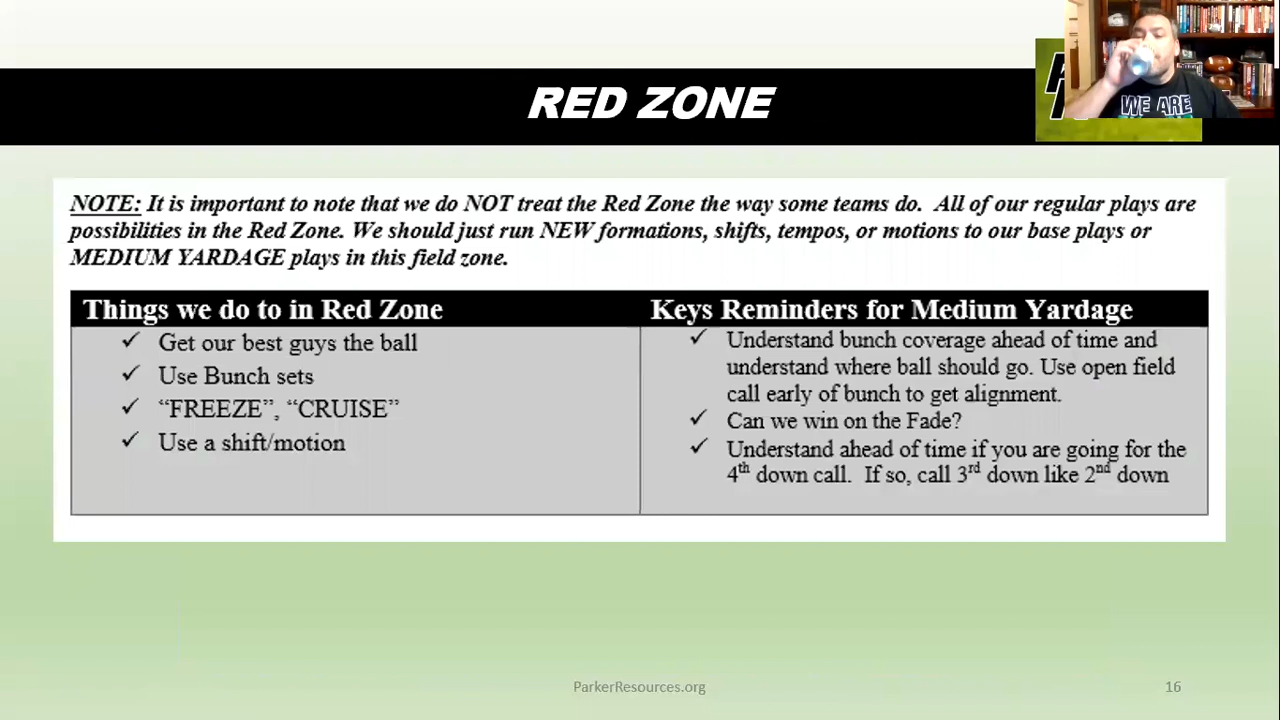 RED ZONE
WE ARE
NOTE: It is important to note that we do NOT treat the Red Zone the way some teams do. All of our regular plays are
possibilities in the Red Zone. We should just run NEW formations, shifts, tempos, or motions to our base plays or
MEDIUM YARDAGE plays in this field zone.
Things we do to in Red Zone
✓ Get our best guys the ball
✓ Use Bunch sets
✓ “FREEZE”, “CRUISE”
✓ Use a shift/motion
Keys Reminders for Medium Yardage
✓ Understand bunch coverage ahead of time and
understand where ball should go. Use open field
call early of bunch to get alignment.
✓ Can we win on the Fade?
✓ Understand ahead of time if you are going for the
4th down call. If so, call 3rd down like 2nd down
ParkerResources.org
16